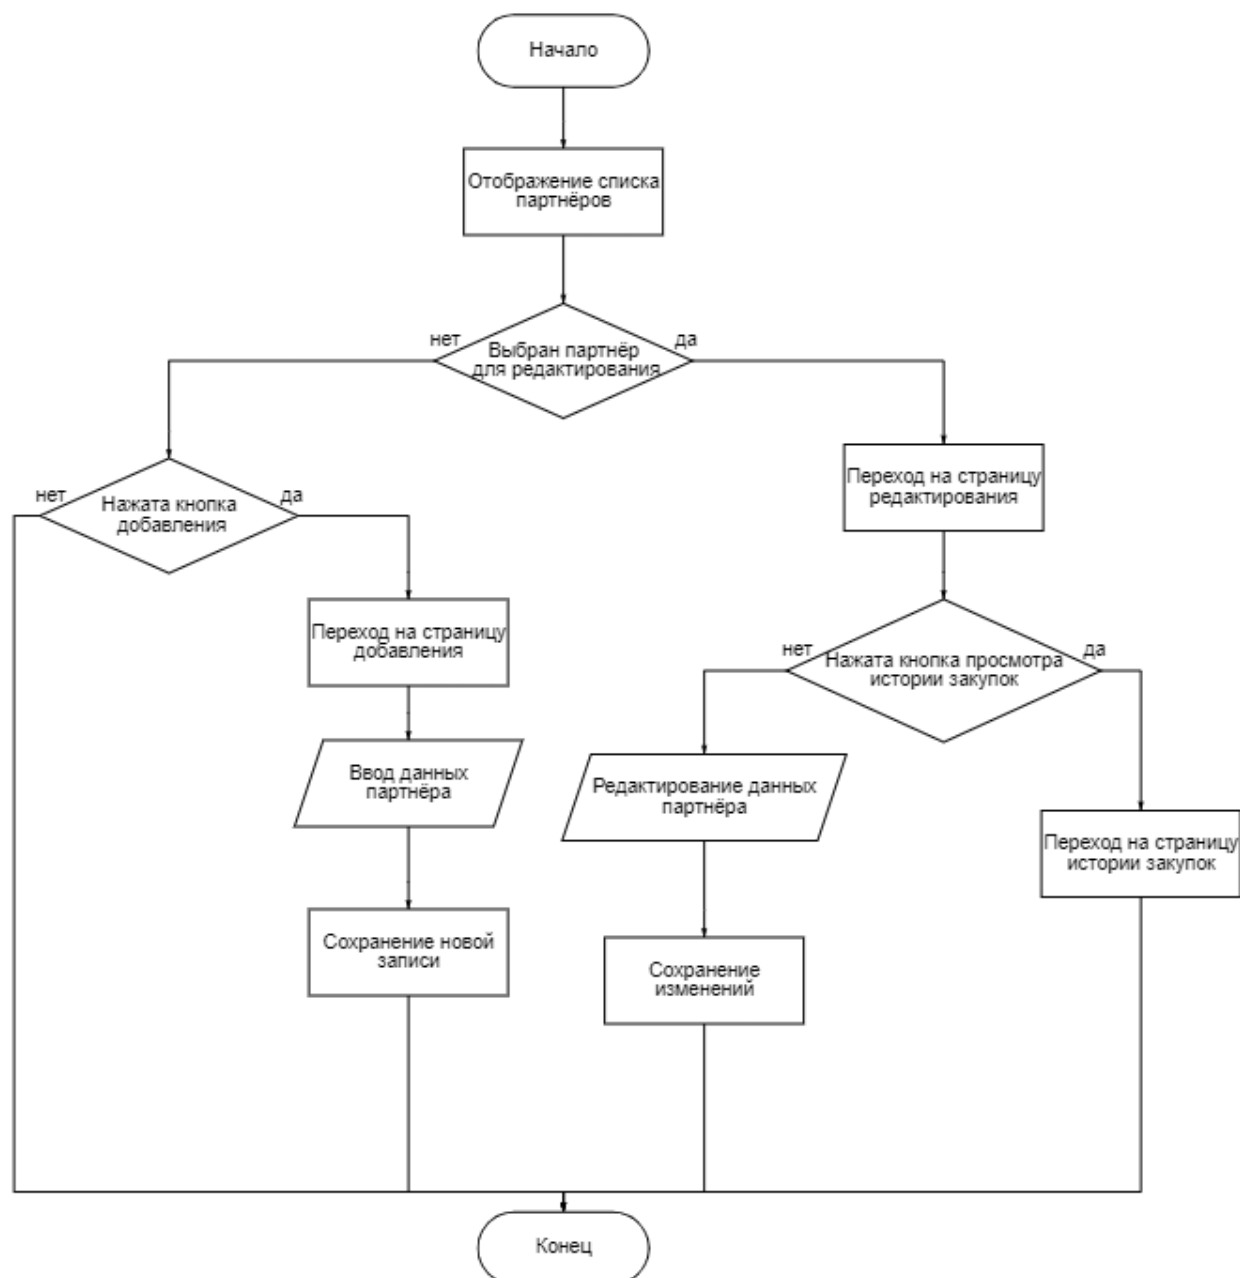 Начало
Отображение списка
партнёров
нет
да
Выбран партнёр
для редактирования
нет
да
Нажата кнопка
добавления
Переход на страницу
редактирования
Переход на страницу
добавления
нет
да
Нажата кнопка просмотра
истории закупок
Ввод данных
партнёра
Редактирование данных
партнёра
Переход на страницу
истории закупок
Сохранение новой
записи
Сохранение
изменений
Конец